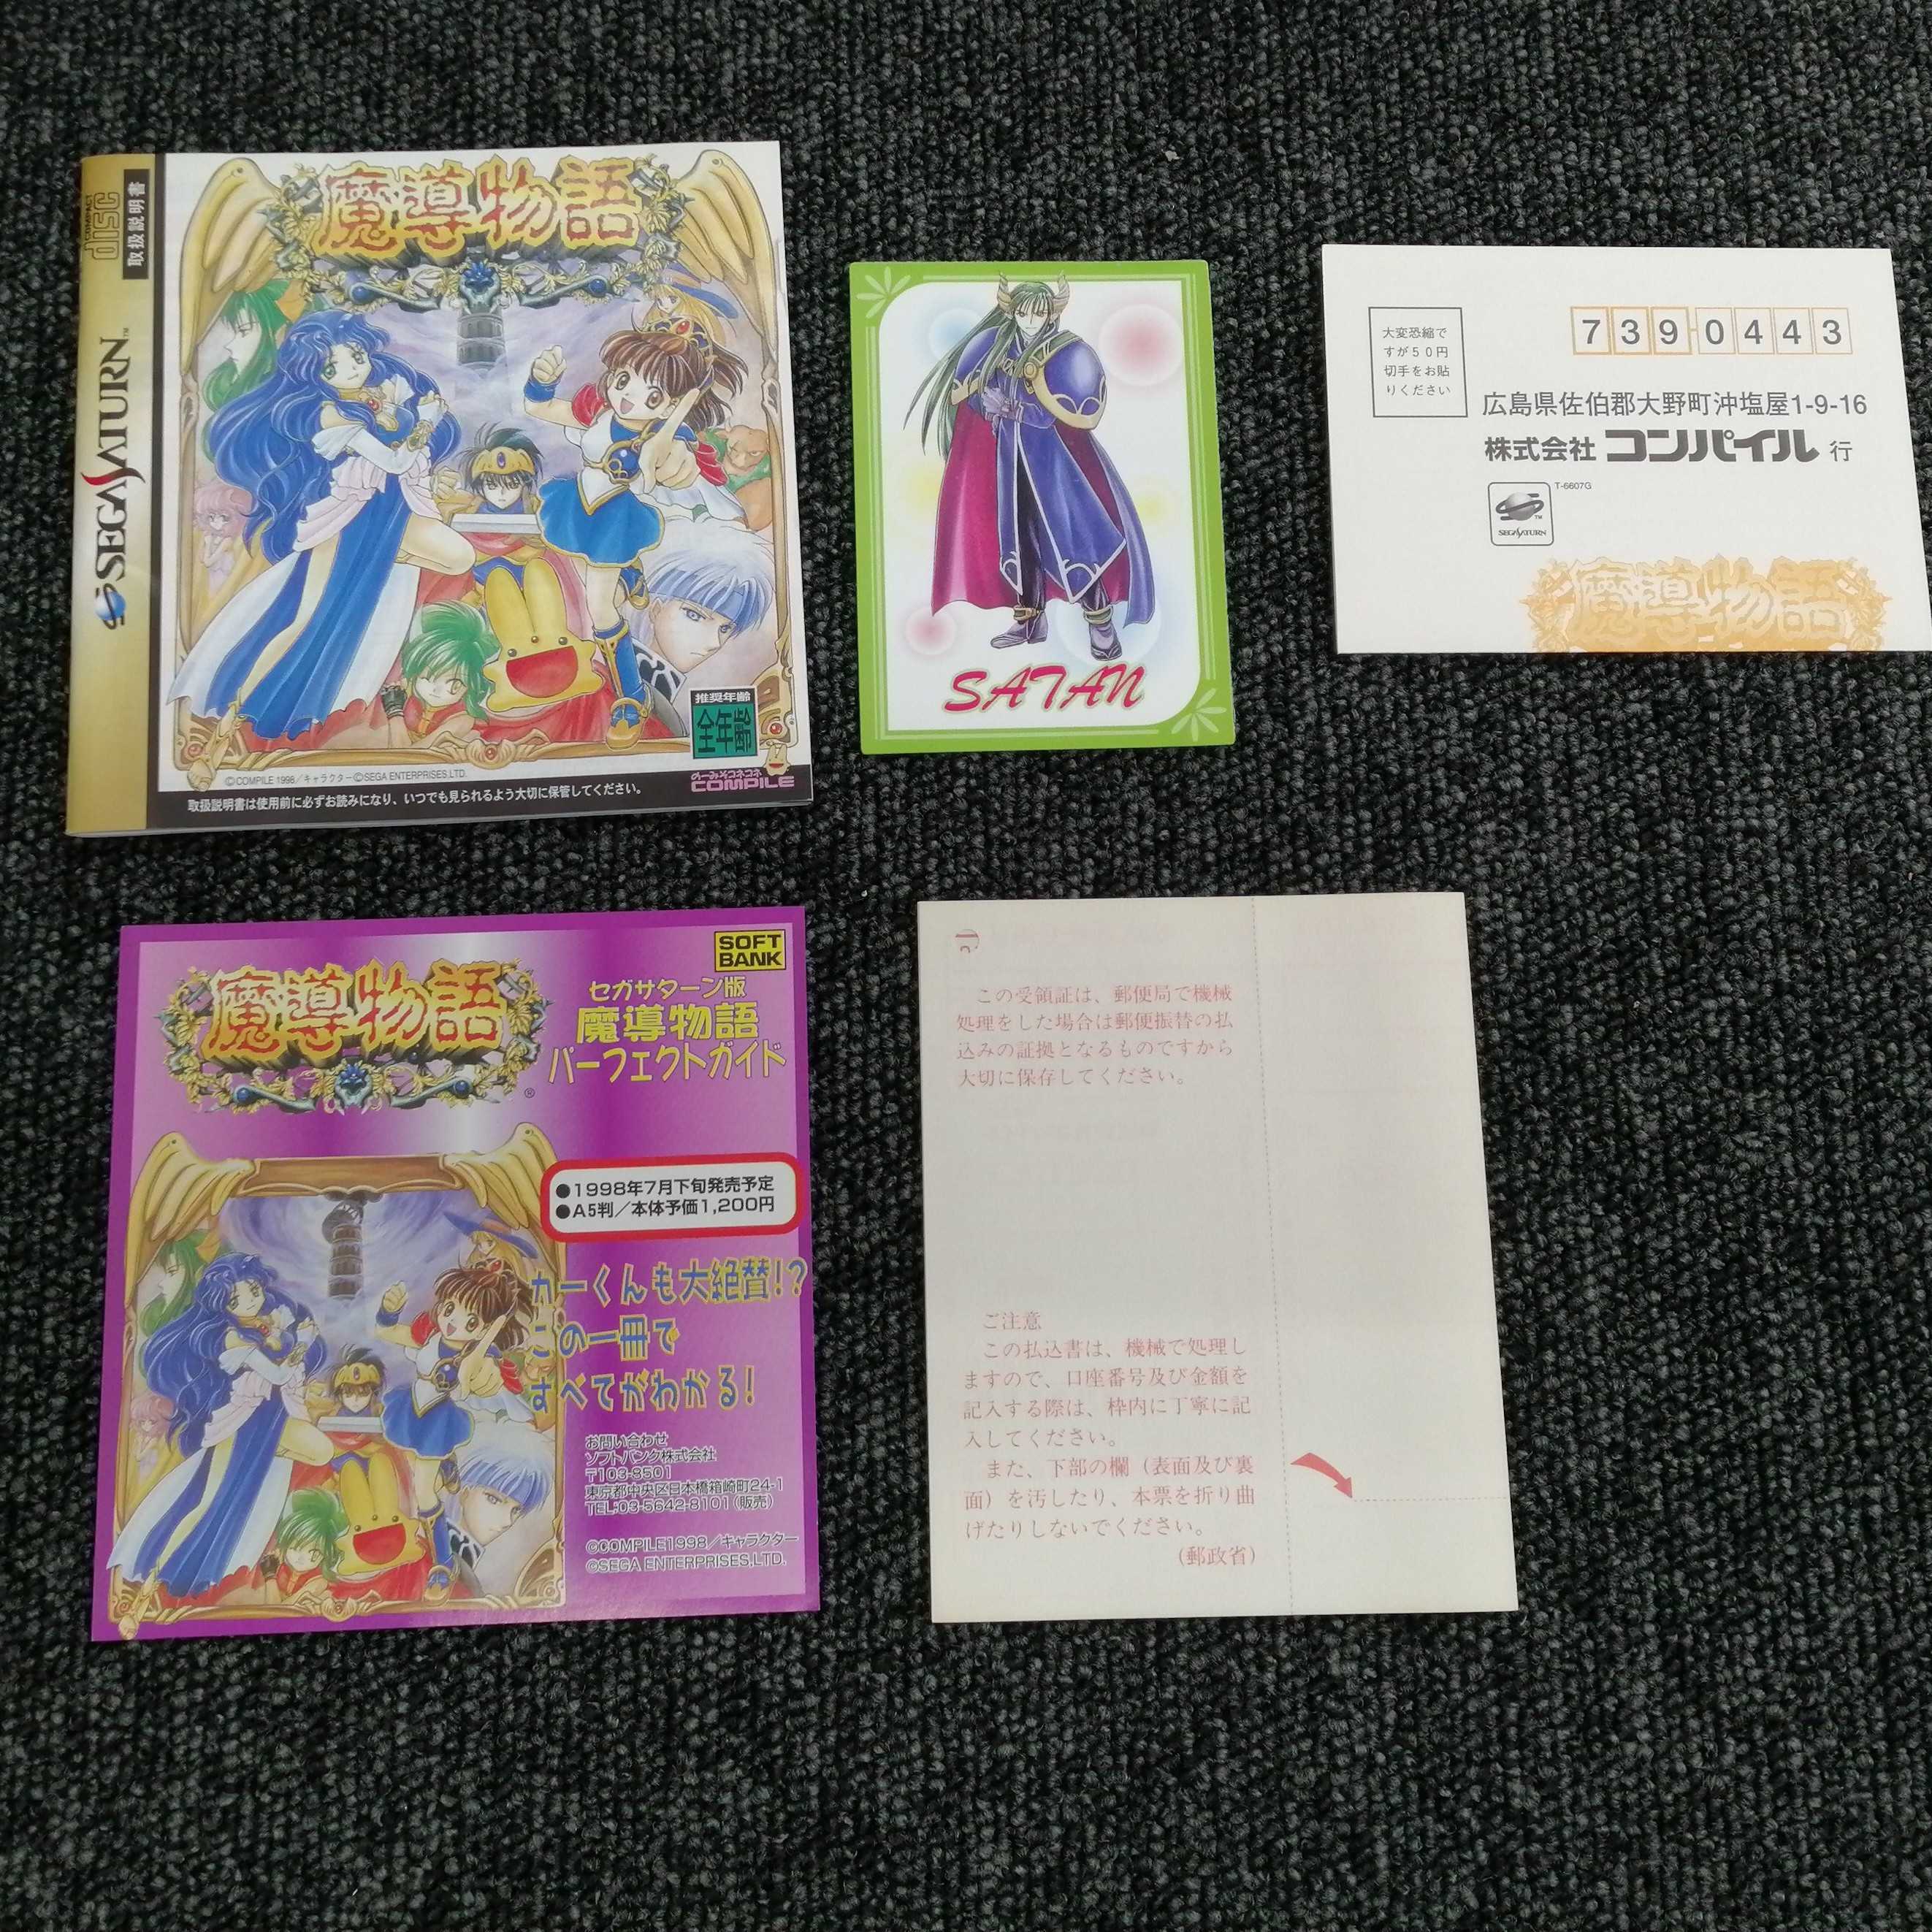 COMPACT
disc
取扱説明書
SEGA SATURN™
魔導物語
推奨年齢
全年齢
©COMPILE 1998／キャラクター©SEGA ENTERPRISES,LTD.
のーみそコネコネ
COMPILE
取扱説明書は使用前に必ずお読みになり、いつでも見られるよう大切に保管してください。
SATAN
大変恐縮で
すが50円
切手をお貼
りください
739-0443
広島県佐伯郡大野町沖塩屋1-9-16
株式会社 コンパイル 行
T-6607G
SEGA SATURN
TM
魔導物語
SOFT
BANK
魔導物語
®
セガサターン版
魔導物語
パーフェクトガイド
●1998年7月下旬発売予定
●A5判／本体予価1,200円
カーくんも大絶賛!?
この一冊で
すべてがわかる!
お問い合わせ
ソフトバンク株式会社
〒103-8501
東京都中央区日本橋箱崎町24-1
TEL:03-5642-8101（販売）
©COMPILE1998／キャラクター
©SEGA ENTERPRISES,LTD.
この受領証は、郵便局で機械
処理をした場合は郵便振替の払
込みの証拠となるものですから
大切に保存してください。
ご注意
この払込書は、機械で処理し
ますので、口座番号及び金額を
記入する際は、枠内に丁寧に記
入してください。
また、下部の欄（表面及び裏
面）を汚したり、本票を折り曲
げたりしないでください。
（郵政省）